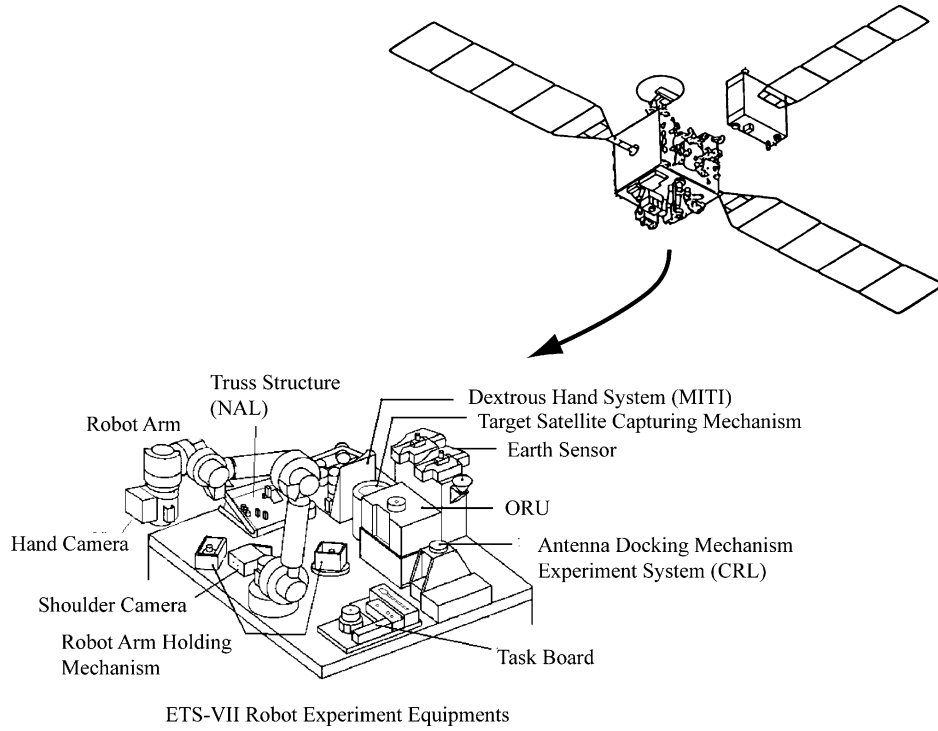 Truss Structure
(NAL)
Robot Arm
Dextrous Hand System (MITI)
Target Satellite Capturing Mechanism
Earth Sensor
ORU
Hand Camera
Antenna Docking Mechanism
Experiment System (CRL)
Shoulder Camera
Robot Arm Holding
Mechanism
Task Board
ETS-VII Robot Experiment Equipments